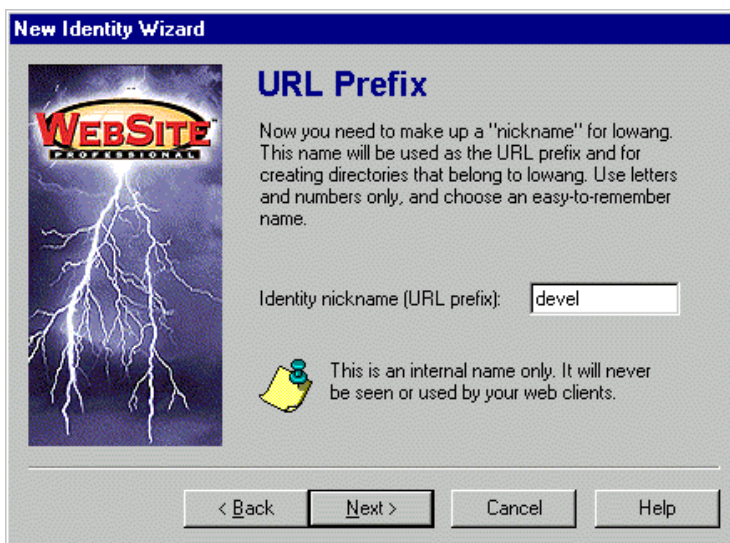 New Identity Wizard
WEBSITE
PROFESSIONAL
URL Prefix
Now you need to make up a "nickname" for lowang.
This name will be used as the URL prefix and for
creating directories that belong to lowang. Use letters
and numbers only, and choose an easy-to-remember
name.
Identity nickname (URL prefix): devel
This is an internal name only. It will never
be seen or used by your web clients.
< Back Next > Cancel Help